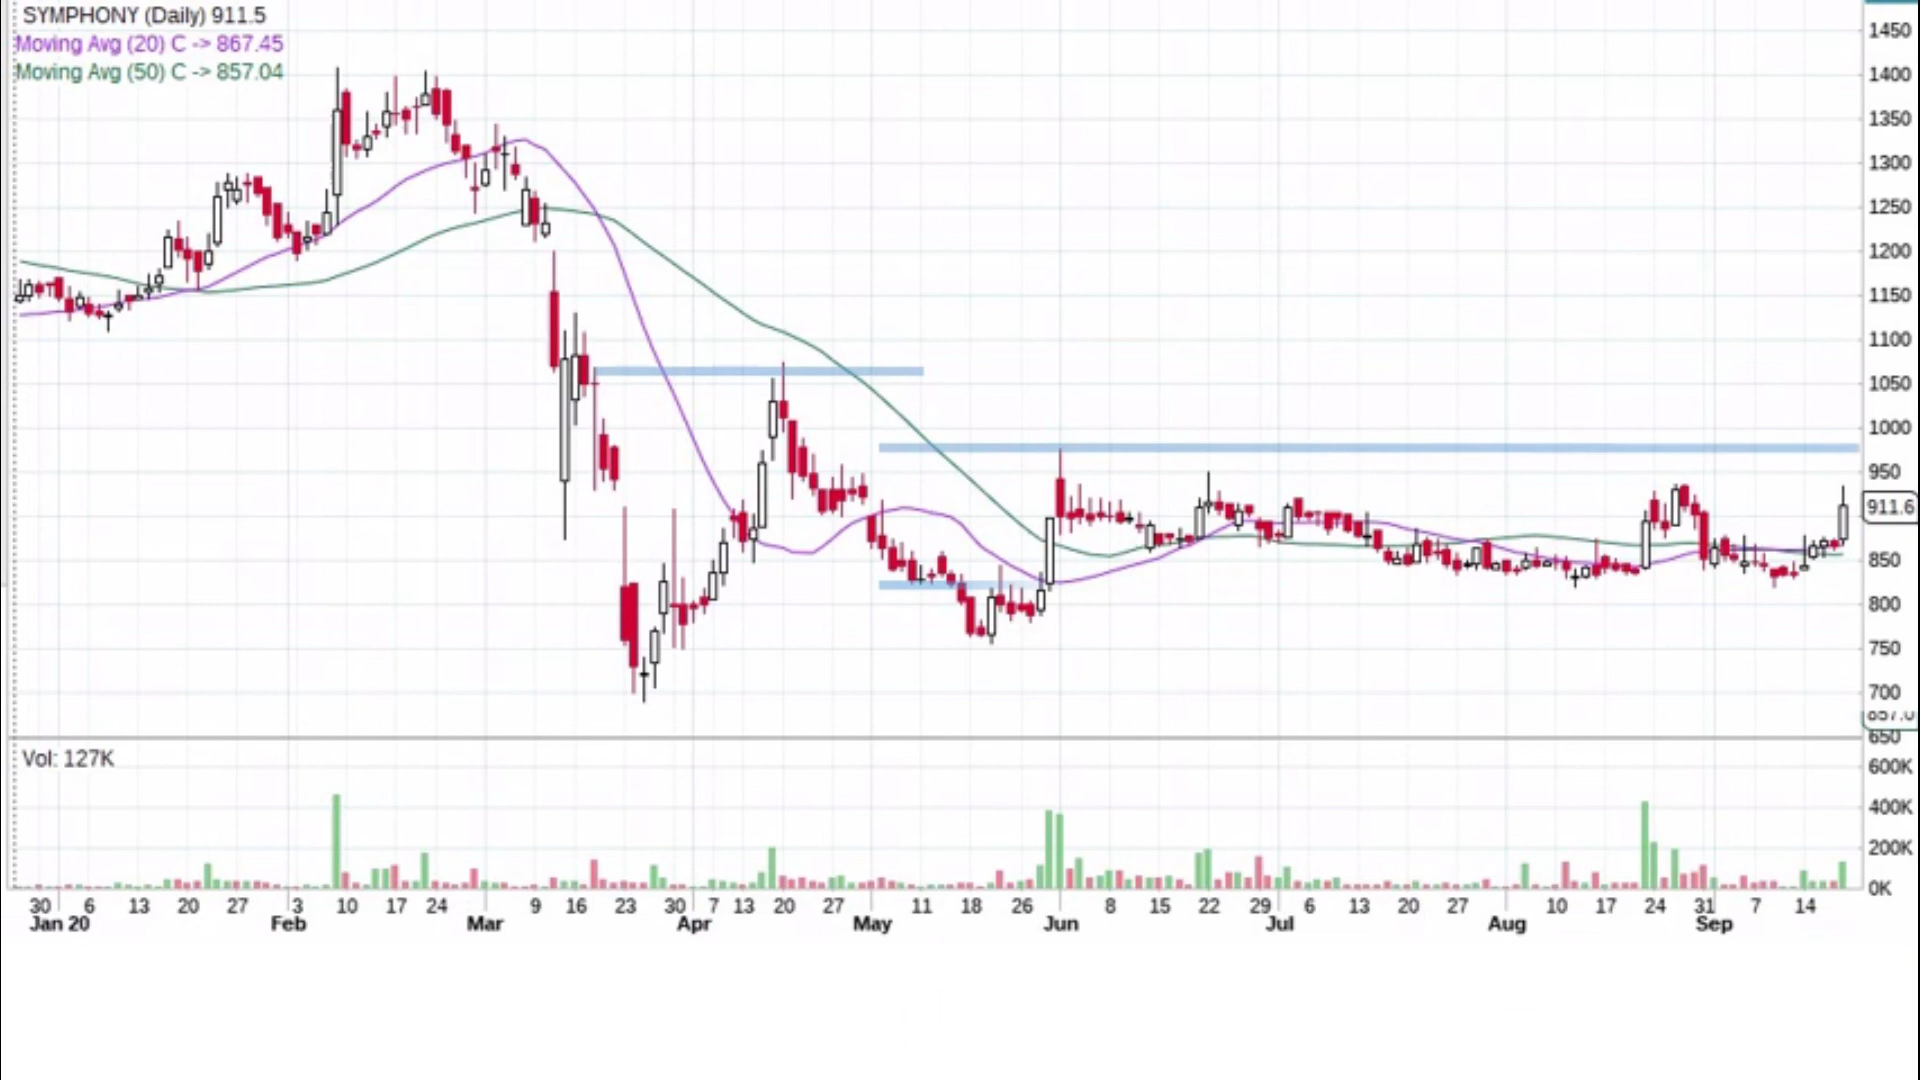 SYMPHONY (Daily) 911.5
Moving Avg (20) C -> 867.45
Moving Avg (50) C -> 857.04
1450
1400
1350
1300
1250
1200
1150
1100
1050
1000
950
911.6
850
800
750
700
857.0
650
Vol: 127K
600K
400K
200K
0K
30 6 13 20 27 3 10 17 24 9 16 23 30 7 13 20 27 11 18 26 8 15 22 29 6 13 20 27 10 17 24 31 7 14
Jan 20 Feb Mar Apr May Jun Jul Aug Sep